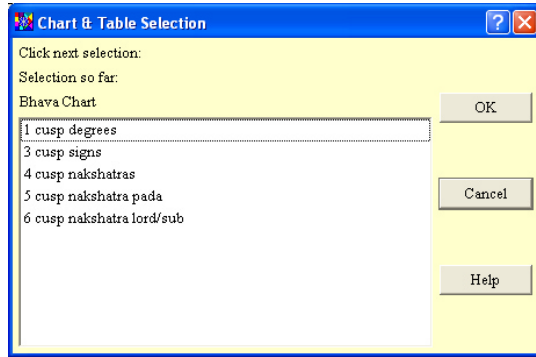 Chart & Table Selection
Click next selection:
Selection so far:
Bhava Chart
1 cusp degrees
3 cusp signs
4 cusp nakshatras
5 cusp nakshatra pada
6 cusp nakshatra lord/sub
OK
Cancel
Help